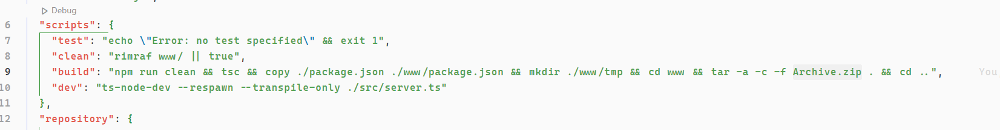 Debug
6 "scripts": {
7 "test": "echo \"Error: no test specified\" && exit 1",
8 "clean": "rimraf www/ || true",
9 "build": "npm run clean && tsc && copy ./package.json ./www/package.json && mkdir ./www/tmp && cd www && tar -a -c -f Archive.zip . && cd ..", You
10 "dev": "ts-node-dev --respawn --transpile-only ./src/server.ts"
11 },
12 "repository": {